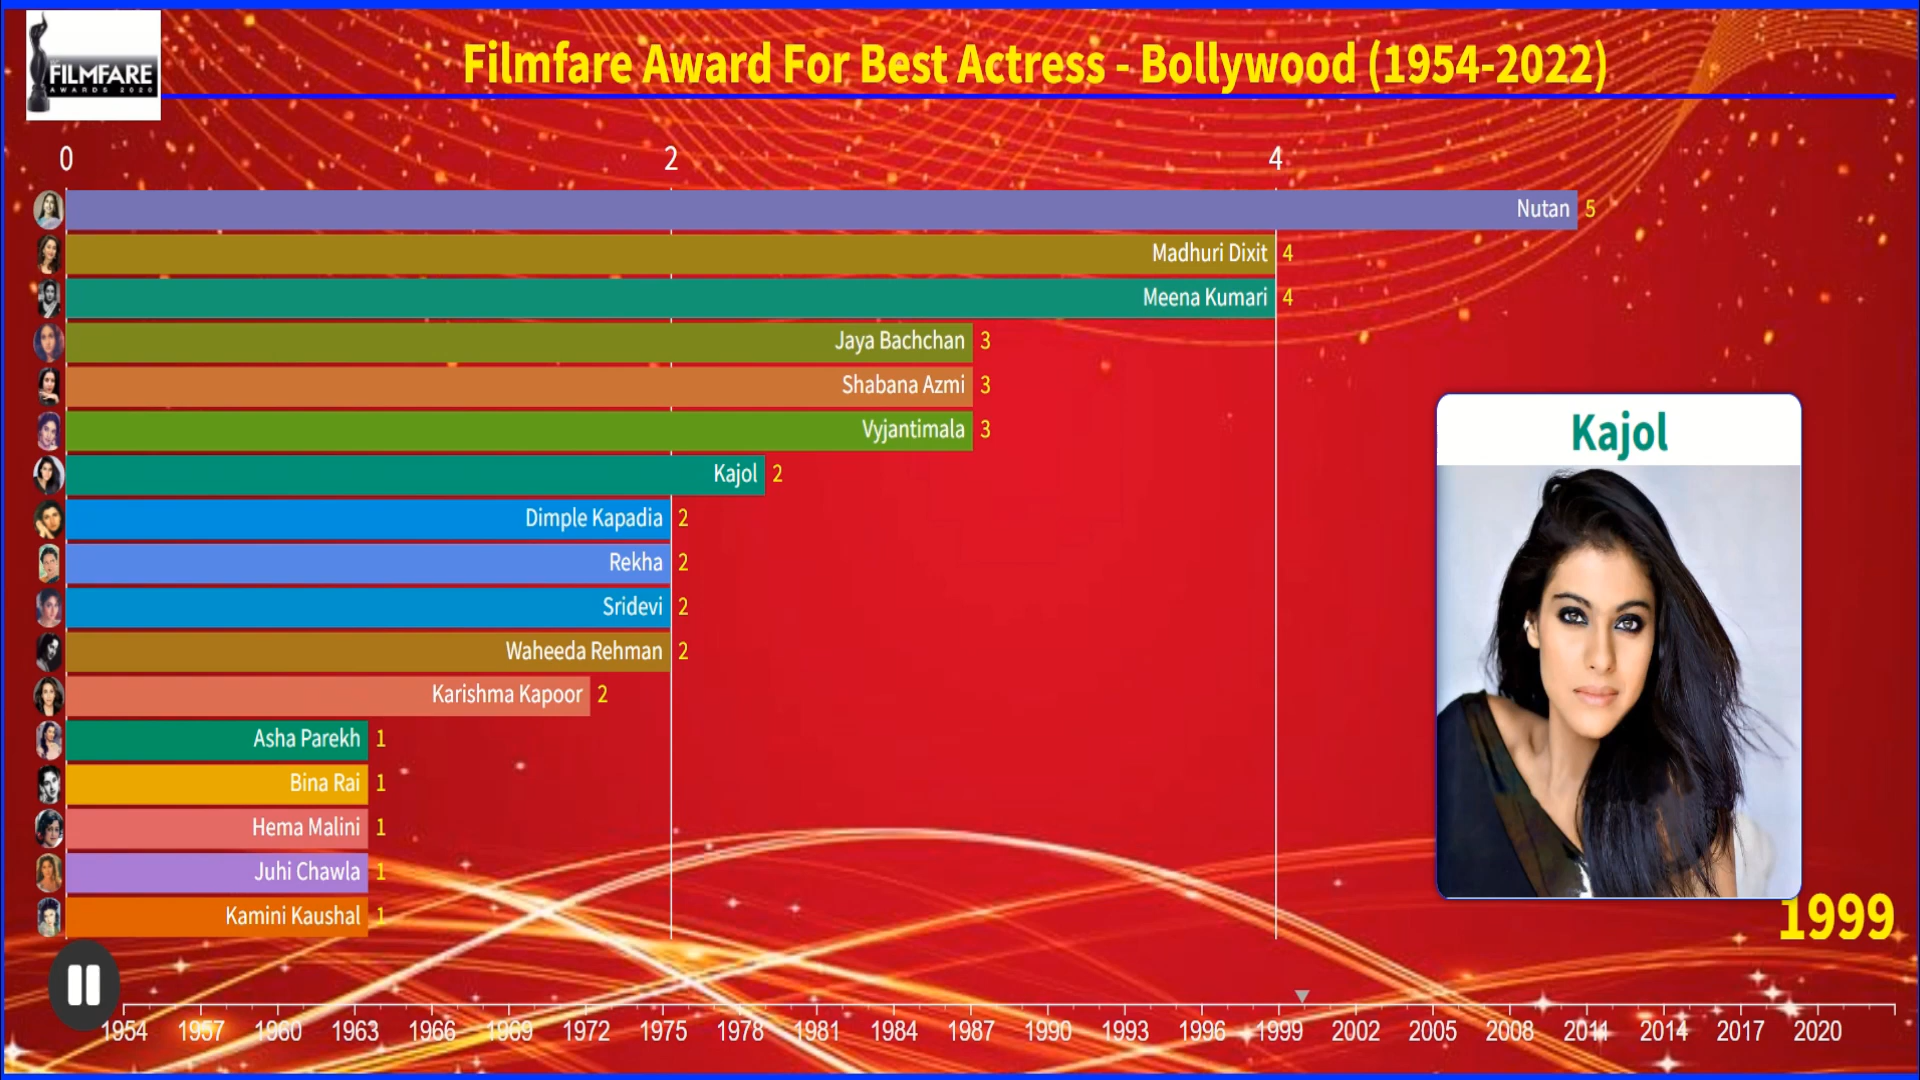 FILMFARE
AWARDS 2020
Filmfare Award For Best Actress - Bollywood (1954-2022)
0 2 4
Nutan 5
Madhuri Dixit 4
Meena Kumari 4
Jaya Bachchan 3
Shabana Azmi 3
Vyjantimala 3
Kajol 2
Dimple Kapadia 2
Rekha 2
Sridevi 2
Waheeda Rehman 2
Karishma Kapoor 2
Asha Parekh 1
Bina Rai 1
Hema Malini 1
Juhi Chawla 1
Kamini Kaushal 1
Kajol
1999
1954 1957 1960 1963 1966 1969 1972 1975 1978 1981 1984 1987 1990 1993 1996 1999 2002 2005 2008 2011 2014 2017 2020